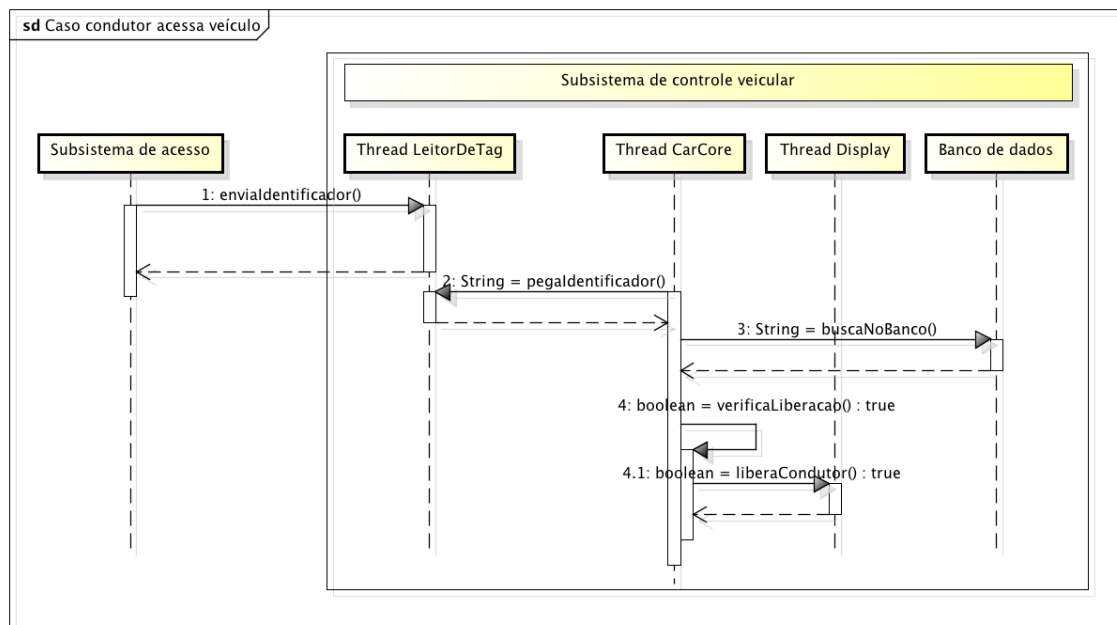 sd Caso condutor acessa veículo
Subsistema de controle veicular
Subsistema de acesso
Thread LeitorDeTag
Thread CarCore
Thread Display
Banco de dados
1: enviaIdentificador()
2: String = pegaIdentificador()
3: String = buscaNoBanco()
4: boolean = verificaLiberacao() : true
4.1: boolean = liberaCondutor() : true